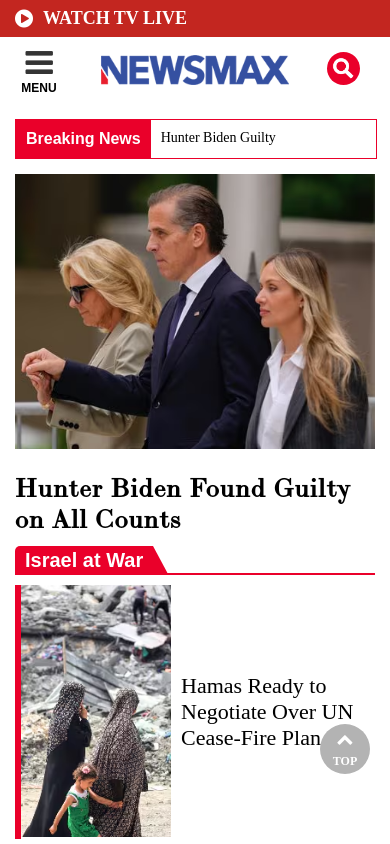 WATCH TV LIVE
MENU
NEWSMAX
Breaking News
Hunter Biden Guilty
Hunter Biden Found Guilty
on All Counts
Israel at War
Hamas Ready to
Negotiate Over UN
Cease-Fire Plan
TOP